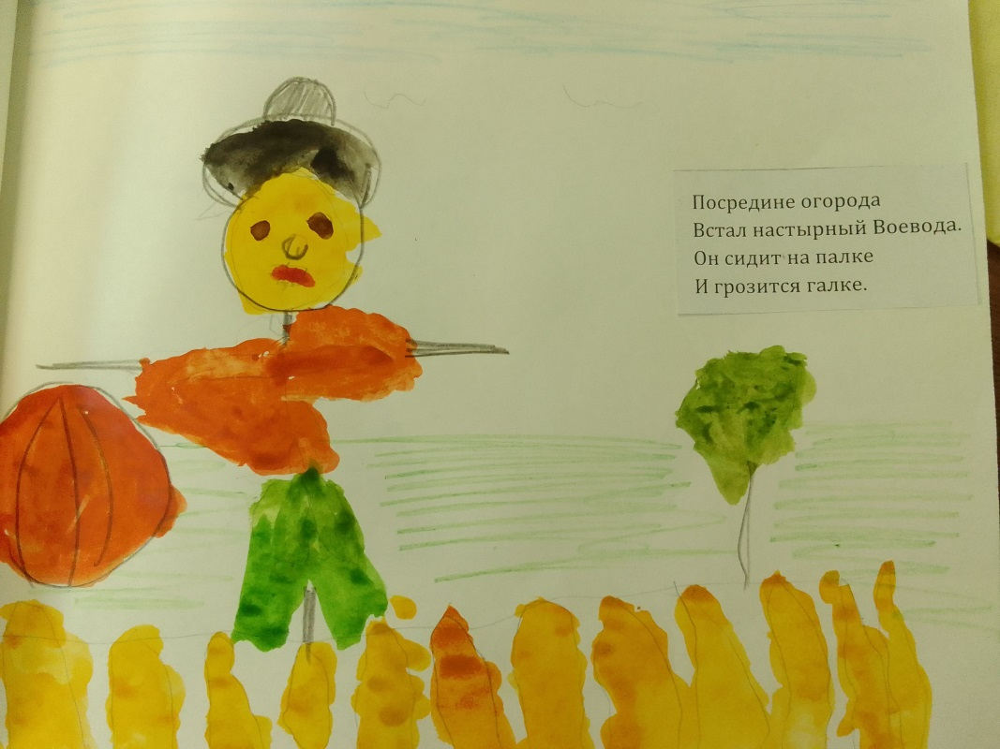 Посредине огорода
Встал настырный Воевода.
Он сидит на палке
И грозится галке.